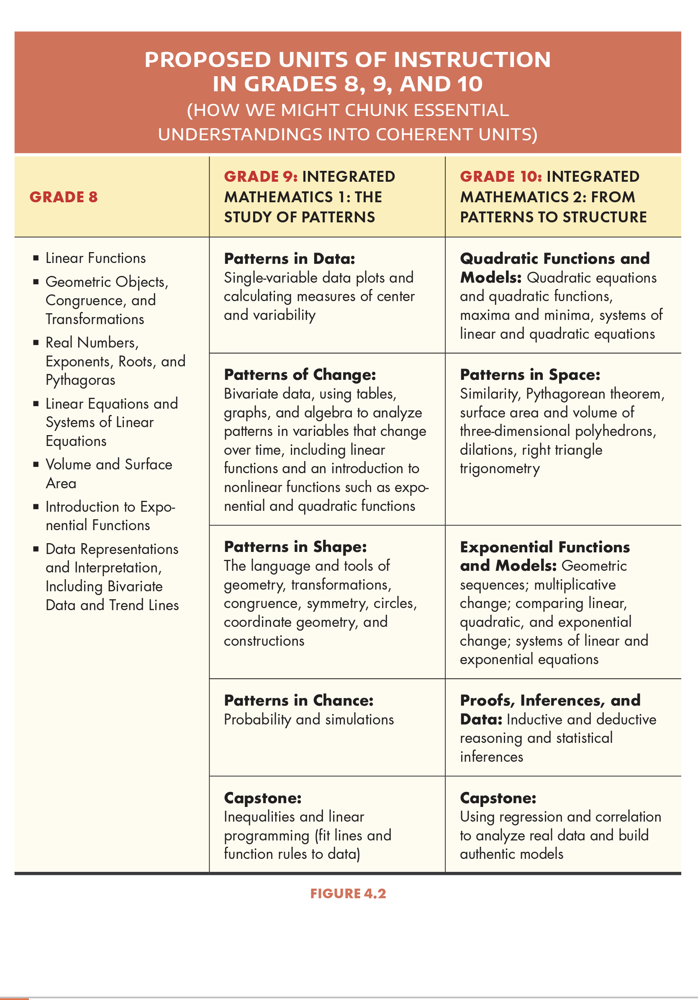 PROPOSED UNITS OF INSTRUCTION
IN GRADES 8, 9, AND 10
(HOW WE MIGHT CHUNK ESSENTIAL
UNDERSTANDINGS INTO COHERENT UNITS)
GRADE 8
GRADE 9: INTEGRATED
MATHEMATICS 1: THE
STUDY OF PATTERNS
GRADE 10: INTEGRATED
MATHEMATICS 2: FROM
PATTERNS TO STRUCTURE
▪ Linear Functions
▪ Geometric Objects,
Congruence, and
Transformations
▪ Real Numbers,
Exponents, Roots, and
Pythagoras
▪ Linear Equations and
Systems of Linear
Equations
▪ Volume and Surface
Area
▪ Introduction to Expo-
nential Functions
▪ Data Representations
and Interpretation,
Including Bivariate
Data and Trend Lines
Patterns in Data:
Single-variable data plots and
calculating measures of center
and variability
Quadratic Functions and
Models: Quadratic equations
and quadratic functions,
maxima and minima, systems of
linear and quadratic equations
Patterns of Change:
Bivariate data, using tables,
graphs, and algebra to analyze
patterns in variables that change
over time, including linear
functions and an introduction to
nonlinear functions such as expo-
nential and quadratic functions
Patterns in Space:
Similarity, Pythagorean theorem,
surface area and volume of
three-dimensional polyhedrons,
dilations, right triangle
trigonometry
Patterns in Shape:
The language and tools of
geometry, transformations,
congruence, symmetry, circles,
coordinate geometry, and
constructions
Exponential Functions
and Models: Geometric
sequences; multiplicative
change; comparing linear,
quadratic, and exponential
change; systems of linear and
exponential equations
Patterns in Chance:
Probability and simulations
Proofs, Inferences, and
Data: Inductive and deductive
reasoning and statistical
inferences
Capstone:
Inequalities and linear
programming (fit lines and
function rules to data)
Capstone:
Using regression and correlation
to analyze real data and build
authentic models
FIGURE 4.2